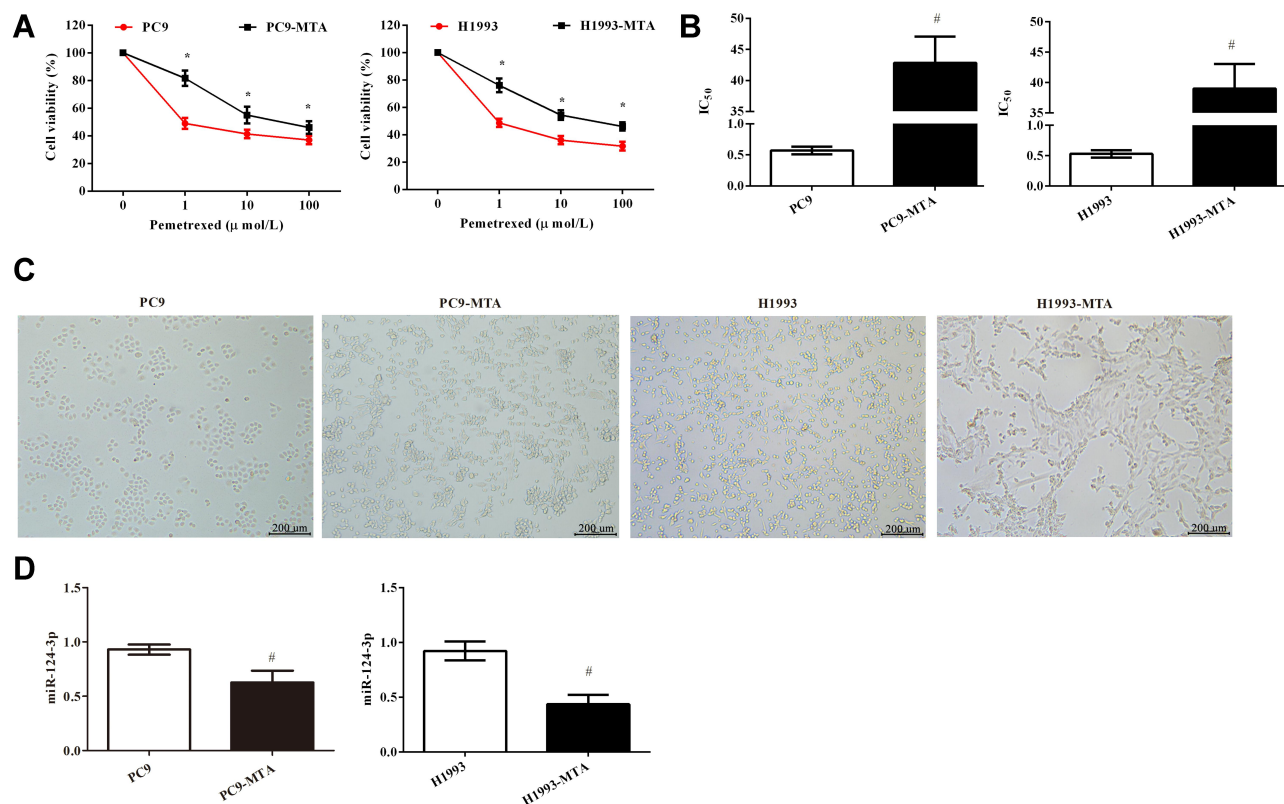 A
PC9
PC9-MTA
Cell viability (%)
120
100
80
60
40
20
0
*
*
*
0
1
10
100
Pemetrexed (μ mol/L)
H1993
H1993-MTA
Cell viability (%)
120
100
80
60
40
20
0
*
*
*
0
1
10
100
Pemetrexed (μ mol/L)
B
IC50
50
45
40
35
1.0
0.5
0.0
#
PC9
PC9-MTA
IC50
50
45
40
35
1.0
0.5
0.0
#
H1993
H1993-MTA
C
PC9
PC9-MTA
H1993
H1993-MTA
200 um
200 um
200 um
200 um
D
miR-124-3p
1.5
1.0
0.5
0.0
#
PC9
PC9-MTA
miR-124-3p
1.5
1.0
0.5
0.0
#
H1993
H1993-MTA